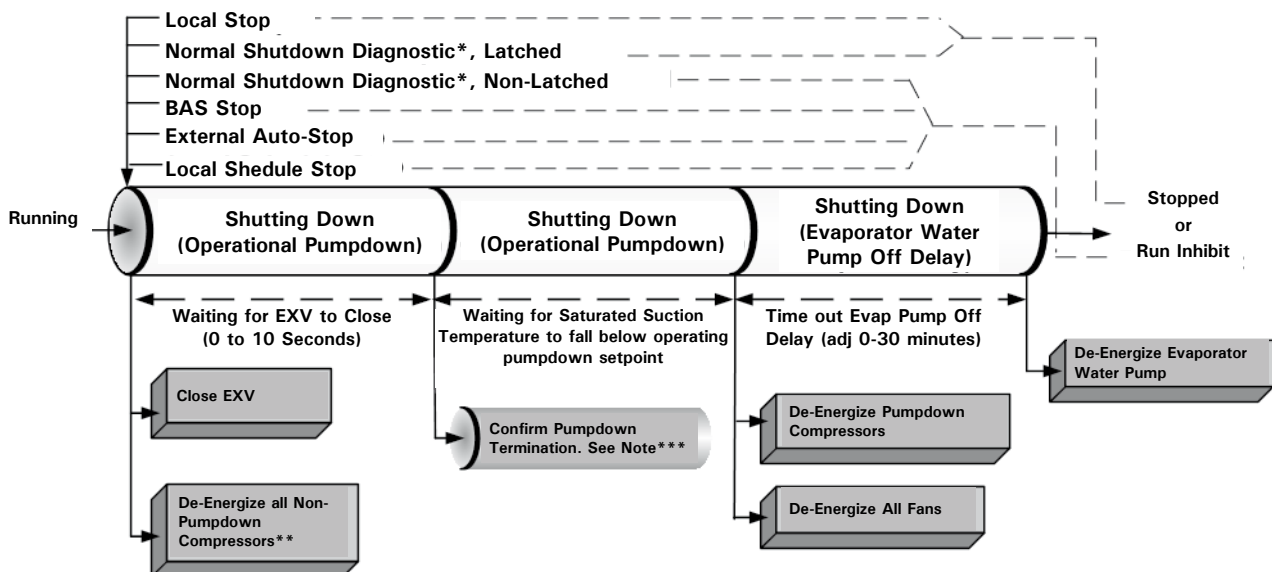 Local Stop
Normal Shutdown Diagnostic*, Latched
Normal Shutdown Diagnostic*, Non-Latched
BAS Stop
External Auto-Stop
Local Shedule Stop
Running
Shutting Down
(Operational Pumpdown)
Shutting Down
(Operational Pumpdown)
Shutting Down
(Evaporator Water
Pump Off Delay)
Stopped
or
Run Inhibit
Waiting for EXV to Close
(0 to 10 Seconds)
Waiting for Saturated Suction
Temperature to fall below operating
pumpdown setpoint
Time out Evap Pump Off
Delay (adj 0-30 minutes)
De-Energize Evaporator
Water Pump
Close EXV
Confirm Pumpdown
Termination. See Note***
De-Energize Pumpdown
Compressors
De-Energize all Non-
Pumpdown
Compressors**
De-Energize All Fans